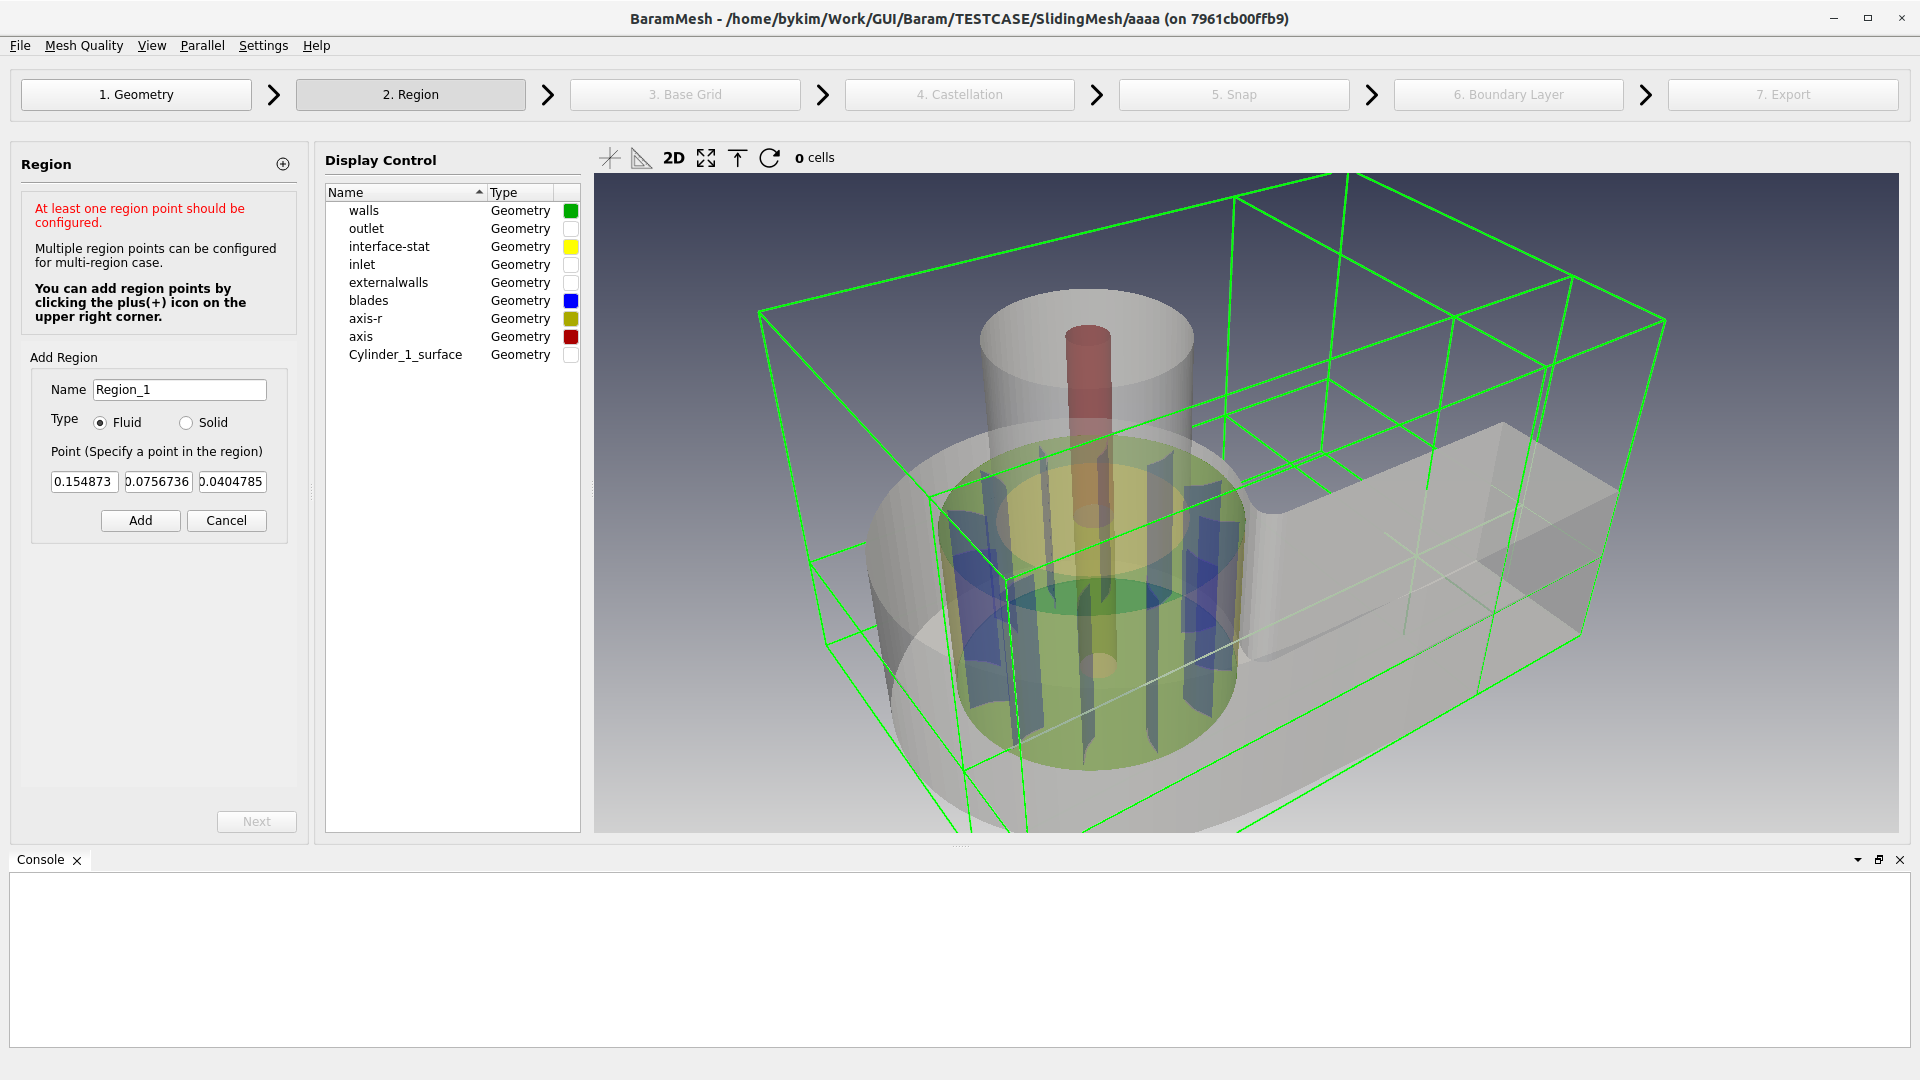 BaramMesh - /home/bykim/Work/GUI/Baram/TESTCASE/SlidingMesh/aaaa (on 7961cb00ffb9)
File Mesh Quality View Parallel Settings Help
1. Geometry 2. Region 3. Base Grid 4. Castellation 5. Snap 6. Boundary Layer 7. Export
Region
At least one region point should be
configured.
Multiple region points can be configured
for multi-region case.
You can add region points by
clicking the plus(+) icon on the
upper right corner.
Add Region
Name Region_1
Type Fluid Solid
Point (Specify a point in the region)
0.154873 0.0756736 0.0404785
Add Cancel
Next
Display Control
Name Type
walls Geometry
outlet Geometry
interface-stat Geometry
inlet Geometry
externalwalls Geometry
blades Geometry
axis-r Geometry
axis Geometry
Cylinder_1_surface Geometry
2D 0 cells
Console